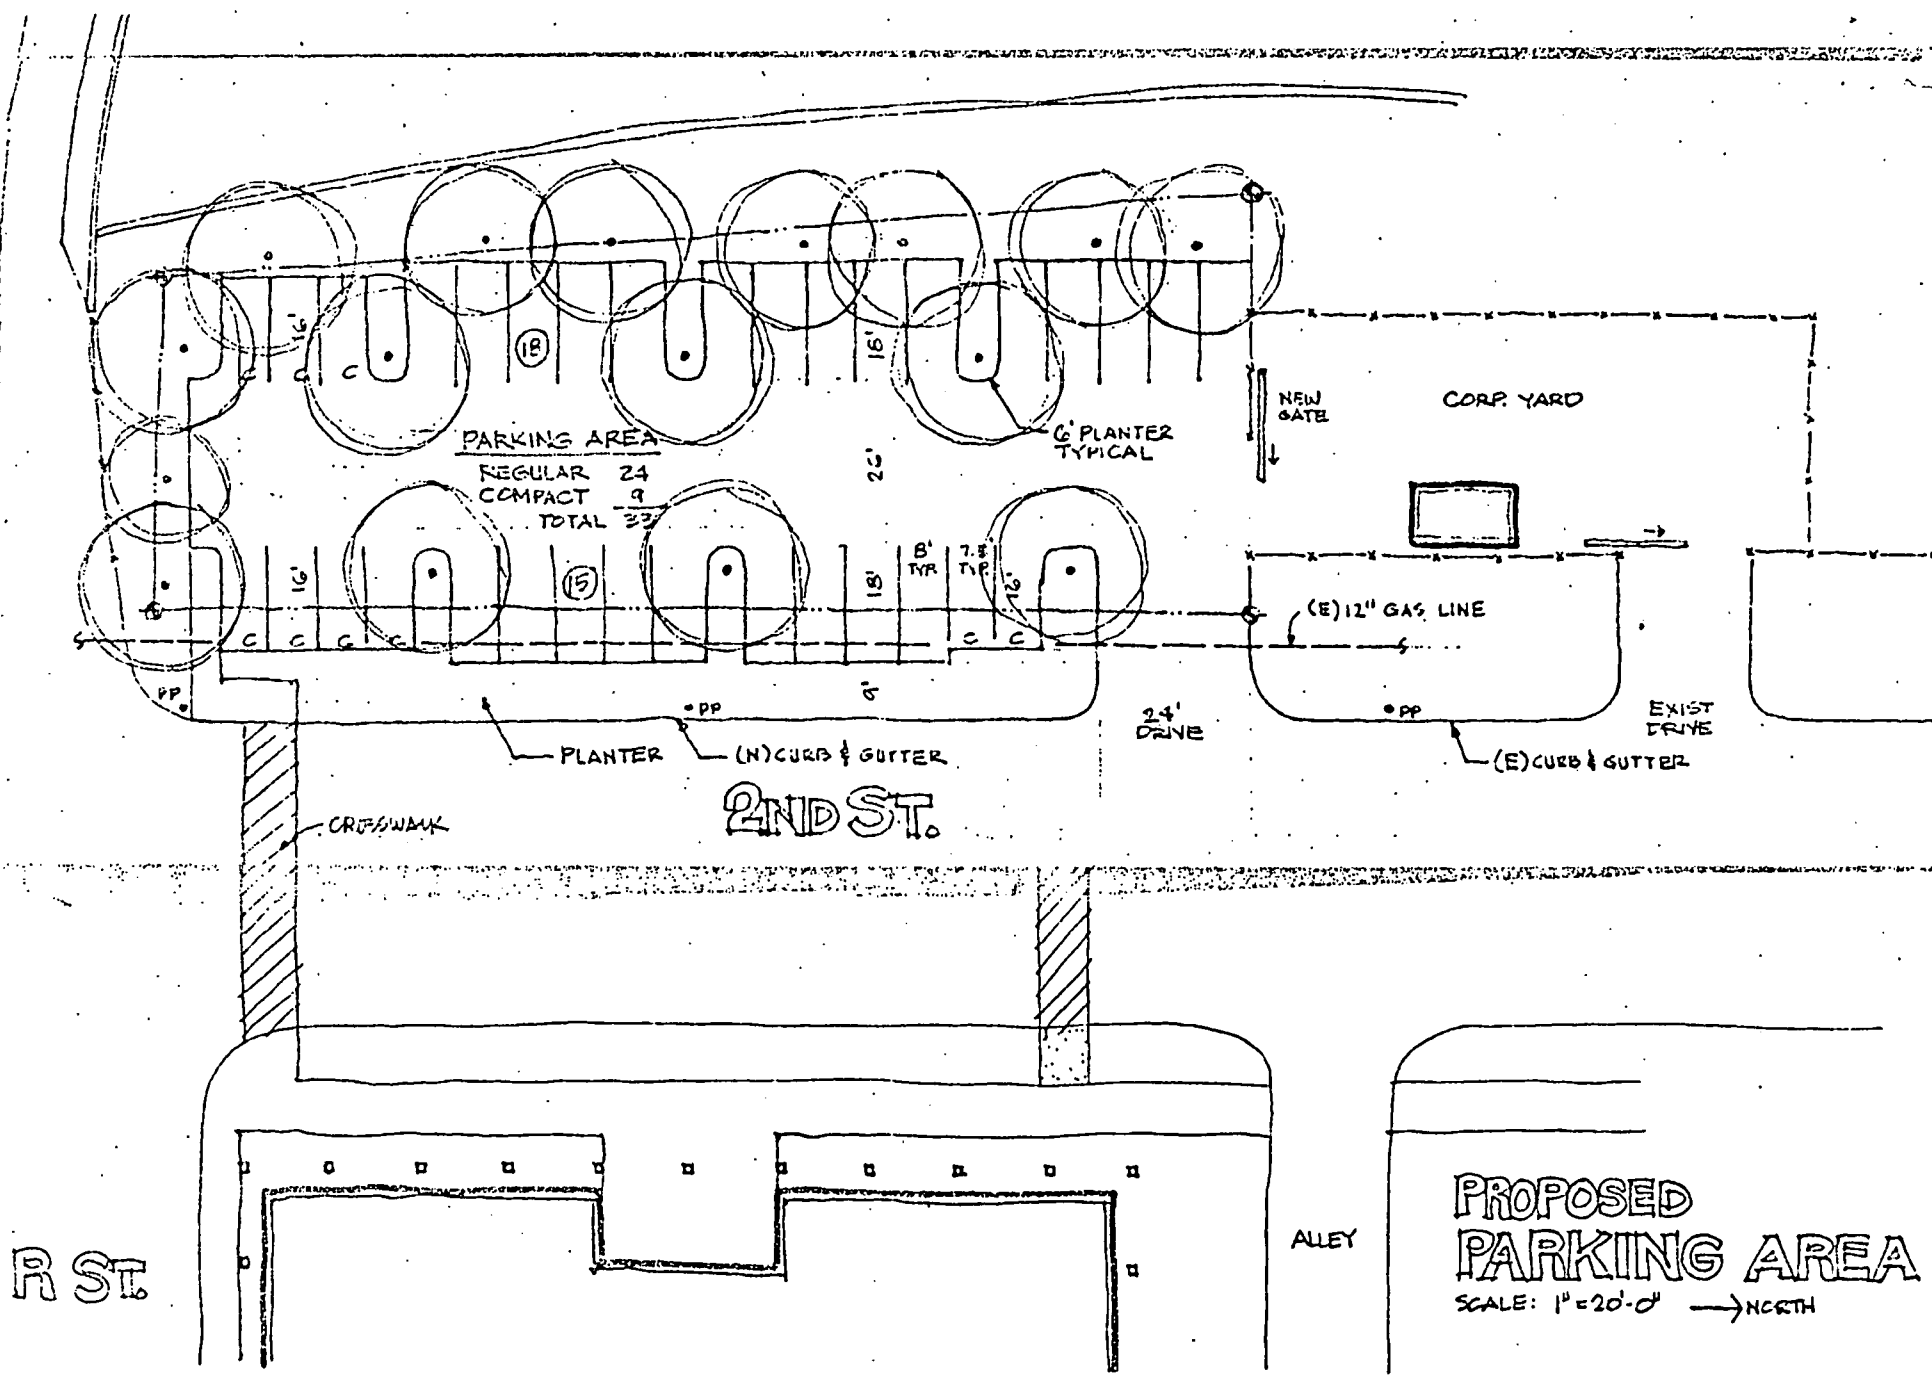 16'
18
18'
C C C
NEW
GATE
CORP. YARD
6' PLANTER
TYPICAL
PARKING AREA
REGULAR 24
COMPACT 9
TOTAL 33
16'
15
18'
8'
TYP.
7.5
TYP.
16'
C C C C
C C
(E) 12" GAS LINE
PP
PP
9'
24'
DRIVE
PP
EXIST
DRIVE
PLANTER
(N) CURB & GUTTER
(E) CURB & GUTTER
2ND ST.
CROSSWALK
ALLEY
R ST.
PROPOSED
PARKING AREA
SCALE: 1" = 20'-0" → NORTH